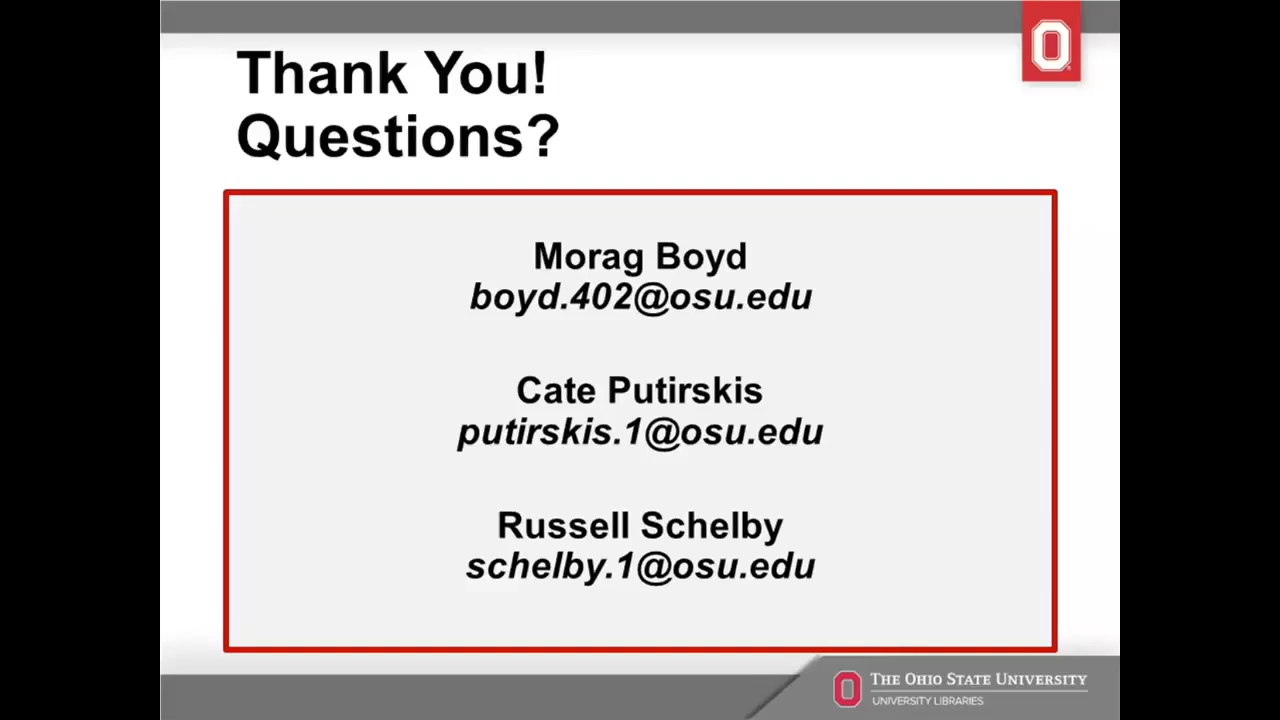 Thank You!
Questions?
Morag Boyd
boyd.402@osu.edu
Cate Putirskis
putirskis.1@osu.edu
Russell Schelby
schelby.1@osu.edu
THE OHIO STATE UNIVERSITY
UNIVERSITY LIBRARIES